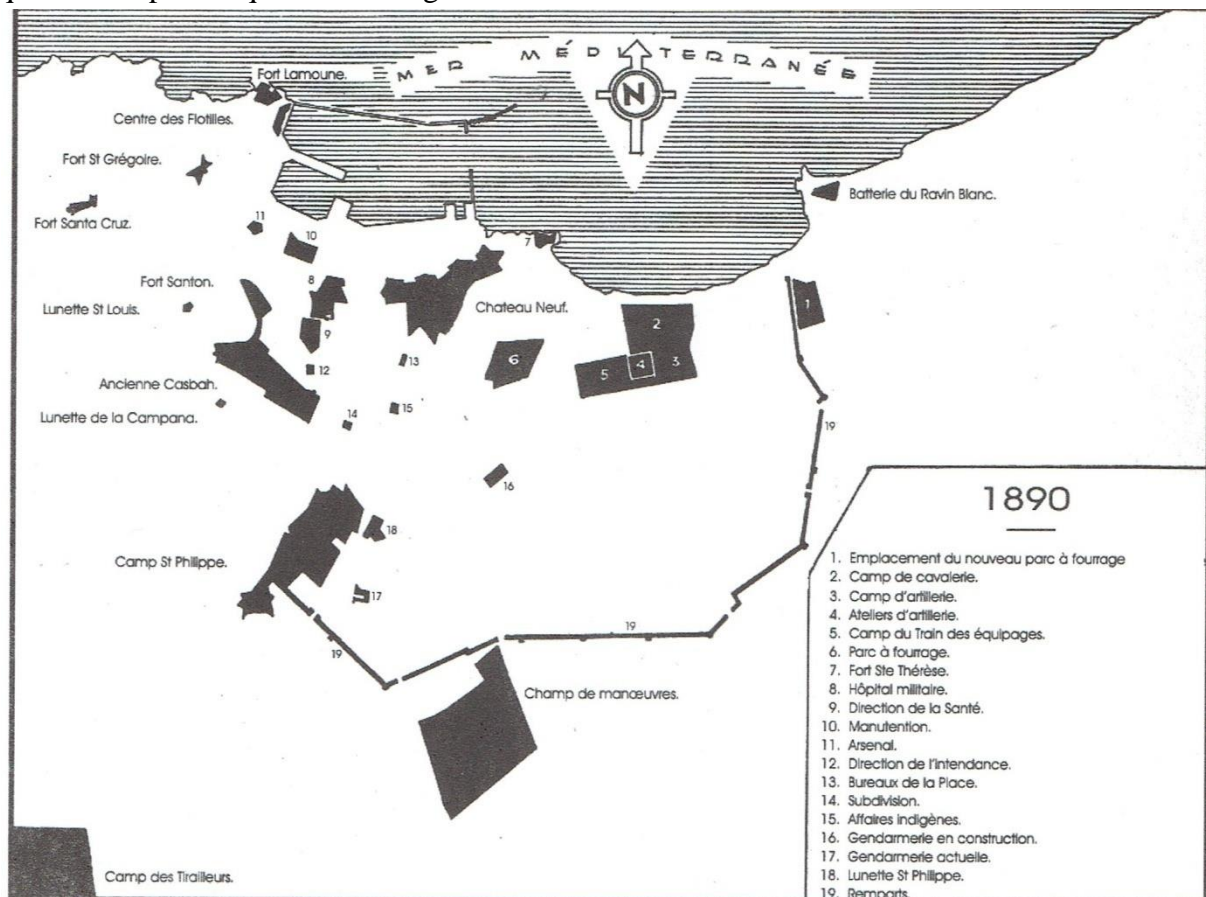 MER MÉDITERRANÉE
N
Fort Lamoune.
Centre des Flotilles.
Fort St Grégoire.
Fort Santa Cruz.
Batterie du Ravin Blanc.
11
10
7
Fort Santon.
Lunette St Louis.
8
Chateau Neuf.
1
9
2
13
6
12
5
4
3
Ancienne Casbah.
Lunette de la Campana.
15
14
19
16
18
Camp St Philippe.
17
19
19
Champ de manœuvres.
Camp des Tirailleurs.
1890
1. Emplacement du nouveau parc à fourrage
2. Camp de cavalerie.
3. Camp d'artillerie.
4. Ateliers d'artillerie.
5. Camp du Train des équipages.
6. Parc à fourrage.
7. Fort Ste Thérèse.
8. Hôpital militaire.
9. Direction de la Santé.
10. Manutention.
11. Arsenal.
12. Direction de l'Intendance.
13. Bureaux de la Place.
14. Subdivision.
15. Affaires indigènes.
16. Gendarmerie en construction.
17. Gendarmerie actuelle.
18. Lunette St Philippe.
19. Remparts.